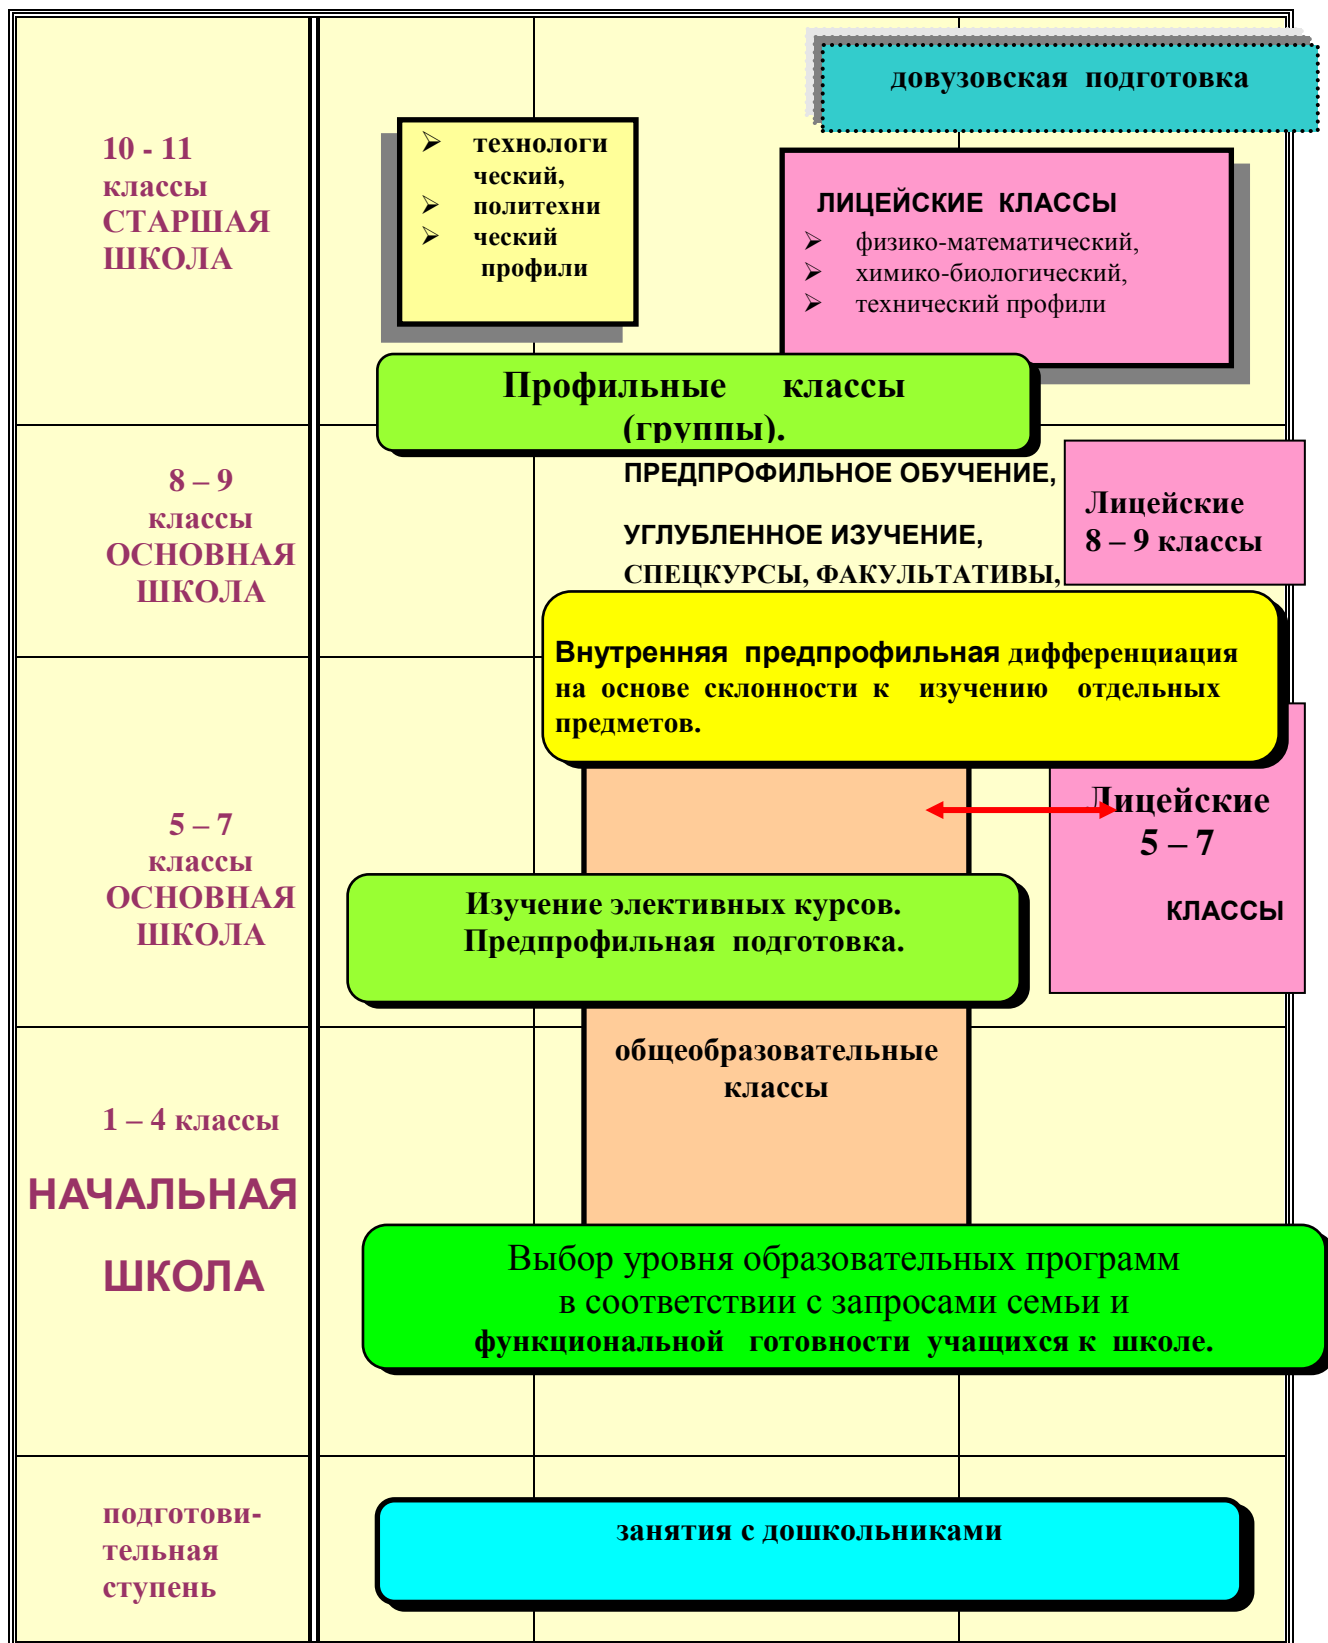 довузовская подготовка
10 - 11
классы
СТАРШАЯ
ШКОЛА
➢ технологи
ческий,
➢ политехни
➢ ческий
профили
ЛИЦЕЙСКИЕ КЛАССЫ
➢ физико-математический,
➢ химико-биологический,
➢ технический профили
Профильные классы
(группы).
8 – 9
классы
ОСНОВНАЯ
ШКОЛА
ПРЕДПРОФИЛЬНОЕ ОБУЧЕНИЕ,
УГЛУБЛЕННОЕ ИЗУЧЕНИЕ,
СПЕЦКУРСЫ, ФАКУЛЬТАТИВЫ,
Лицейские
8 – 9 классы
Внутренняя предпрофильная дифференциация
на основе склонности к изучению отдельных
предметов.
5 – 7
классы
ОСНОВНАЯ
ШКОЛА
Лицейские
5 – 7
КЛАССЫ
Изучение элективных курсов.
Предпрофильная подготовка.
общеобразовательные
классы
1 – 4 классы
НАЧАЛЬНАЯ
ШКОЛА
Выбор уровня образовательных программ
в соответствии с запросами семьи и
функциональной готовности учащихся к школе.
подготови-
тельная
ступень
занятия с дошкольниками